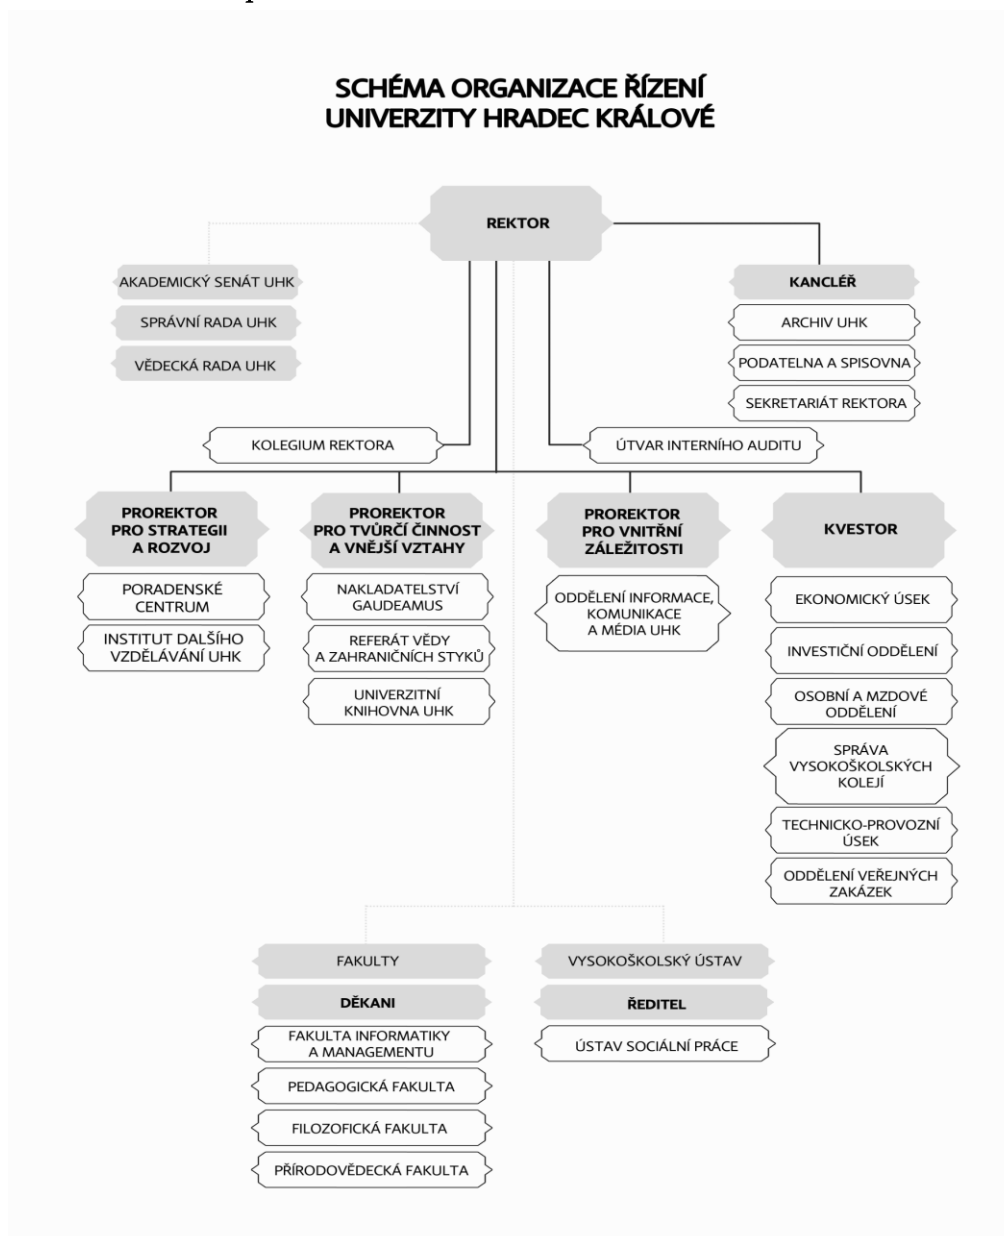 SCHÉMA ORGANIZACE ŘÍZENÍ
UNIVERZITY HRADEC KRÁLOVÉ
REKTOR
AKADEMICKÝ SENÁT UHK
SPRÁVNÍ RADA UHK
VĚDECKÁ RADA UHK
KANCLÉŘ
ARCHIV UHK
PODATELNA A SPISOVNA
SEKRETARIÁT REKTORA
KOLEGIUM REKTORA
ÚTVAR INTERNÍHO AUDITU
PROREKTOR
PRO STRATEGII
A ROZVOJ
PORADENSKÉ
CENTRUM
INSTITUT DALŠÍHO
VZDĚLÁVÁNÍ UHK
PROREKTOR
PRO TVŮRČÍ ČINNOST
A VNĚJŠÍ VZTAHY
NAKLADATELSTVÍ
GAUDEAMUS
REFERÁT VĚDY
A ZAHRANIČNÍCH STYKŮ
UNIVERZITNÍ
KNIHOVNA UHK
PROREKTOR
PRO VNITŘNÍ
ZÁLEŽITOSTI
ODDĚLENÍ INFORMACE,
KOMUNIKACE
A MÉDIA UHK
KVESTOR
EKONOMICKÝ ÚSEK
INVESTIČNÍ ODDĚLENÍ
OSOBNÍ A MZDOVÉ
ODDĚLENÍ
SPRÁVA
VYSOKOŠKOLSKÝCH
KOLEJÍ
TECHNICKO-PROVOZNÍ
ÚSEK
ODDĚLENÍ VEŘEJNÝCH
ZAKÁZEK
FAKULTY
DĚKANI
FAKULTA INFORMATIKY
A MANAGEMENTU
PEDAGOGICKÁ FAKULTA
FILOZOFICKÁ FAKULTA
PŘÍRODOVĚDECKÁ FAKULTA
VYSOKOŠKOLSKÝ ÚSTAV
ŘEDITEL
ÚSTAV SOCIÁLNÍ PRÁCE